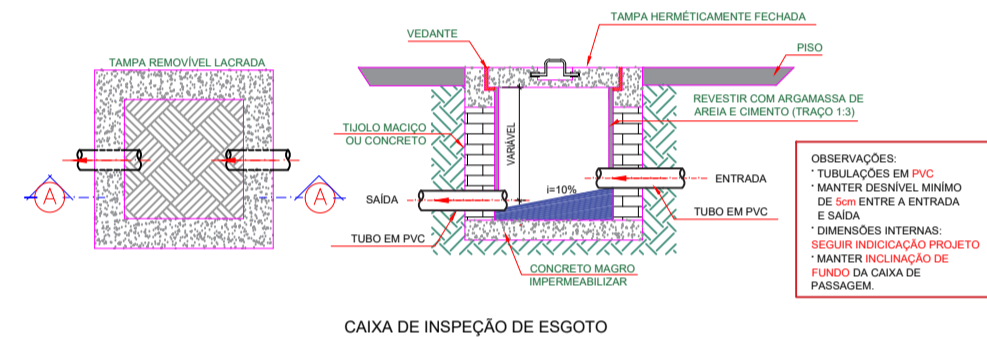 TAMPA REMOVÍVEL LACRADA
A
A
VEDANTE
TAMPA HERMÉTICAMENTE FECHADA
PISO
REVESTIR COM ARGAMASSA DE
AREIA E CIMENTO (TRAÇO 1:3)
TIJOLO MACIÇO
OU CONCRETO
VARIÁVEL
i=10%
ENTRADA
SAÍDA
TUBO EM PVC
TUBO EM PVC
CONCRETO MAGRO
IMPERMEABILIZAR
OBSERVAÇÕES:
* TUBULAÇÕES EM PVC
* MANTER DESNÍVEL MINÍMO
DE 5cm ENTRE A ENTRADA
E SAÍDA
* DIMENSÕES INTERNAS:
SEGUIR INDICICAÇÃO PROJETO
* MANTER INCLINAÇÃO DE
FUNDO DA CAIXA DE
PASSAGEM.
CAIXA DE INSPEÇÃO DE ESGOTO